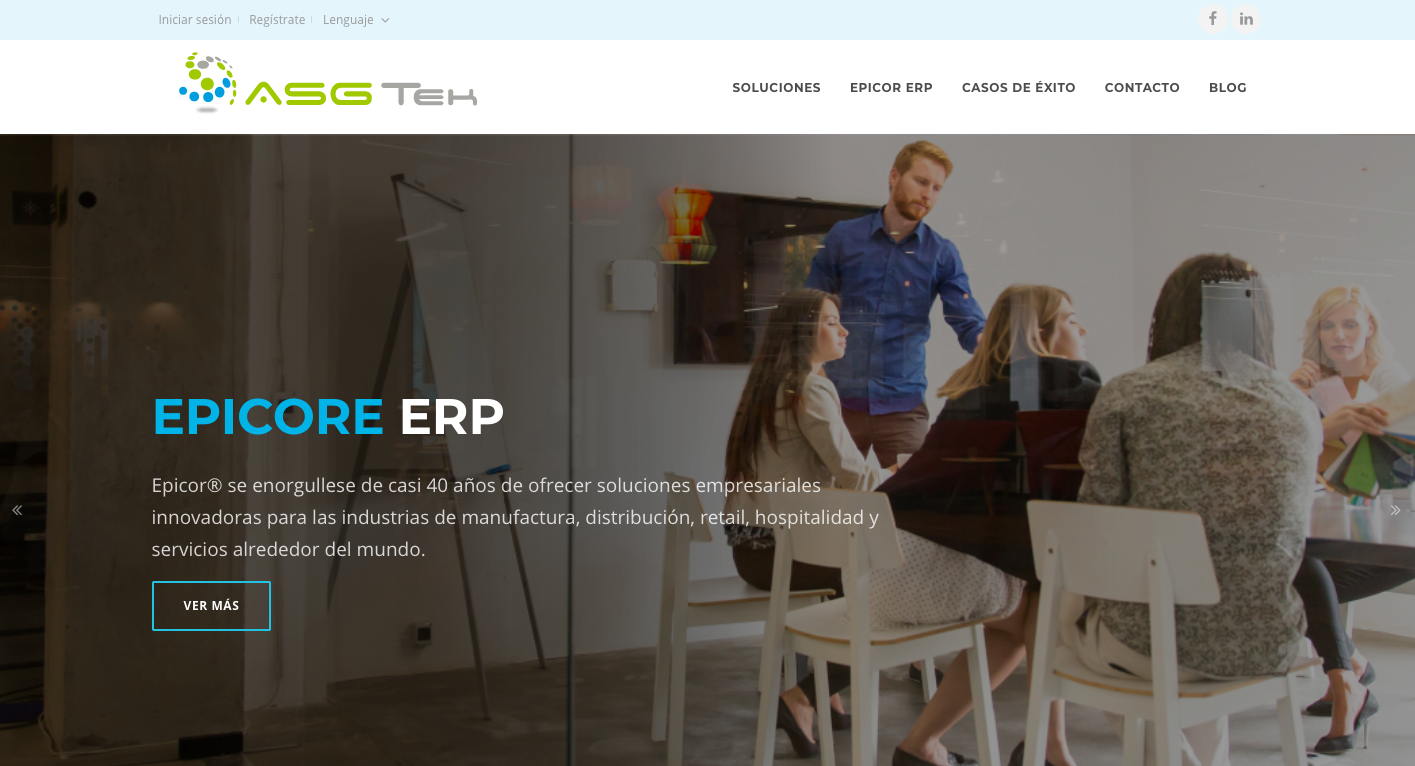 Iniciar sesión
Regístrate
Lenguaje
ASG Tek
SOLUCIONES
EPICOR ERP
CASOS DE ÉXITO
CONTACTO
BLOG
EPICORE ERP
Epicor® se enorgullese de casi 40 años de ofrecer soluciones empresariales
innovadoras para las industrias de manufactura, distribución, retail, hospitalidad y
servicios alrededor del mundo.
VER MÁS